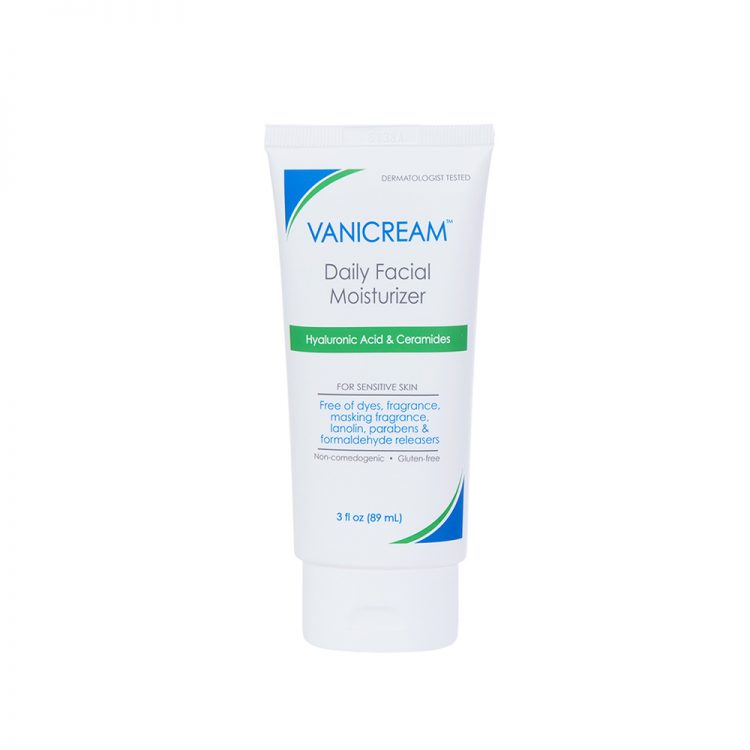 DERMATOLOGIST TESTED
VANICREAM™
Daily Facial
Moisturizer
Hyaluronic Acid & Ceramides
FOR SENSITIVE SKIN
Free of dyes, fragrance,
masking fragrance,
lanolin, parabens &
formaldehyde releasers
Non-comedogenic • Gluten-free
3 fl oz (89 mL)